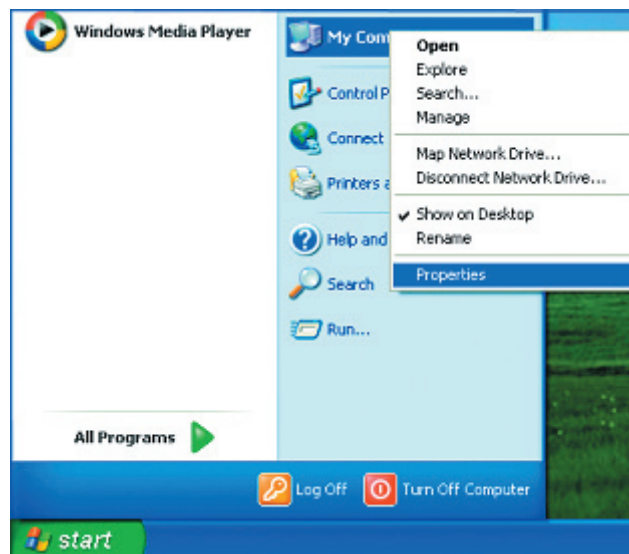 Windows Media Player
My Com
Control P
Connect
Printers a
Help and
Search
Run...
All Programs
Log Off
Turn Off Computer
start
Open
Explore
Search...
Manage
Map Network Drive...
Disconnect Network Drive...
Show on Desktop
Rename
Properties